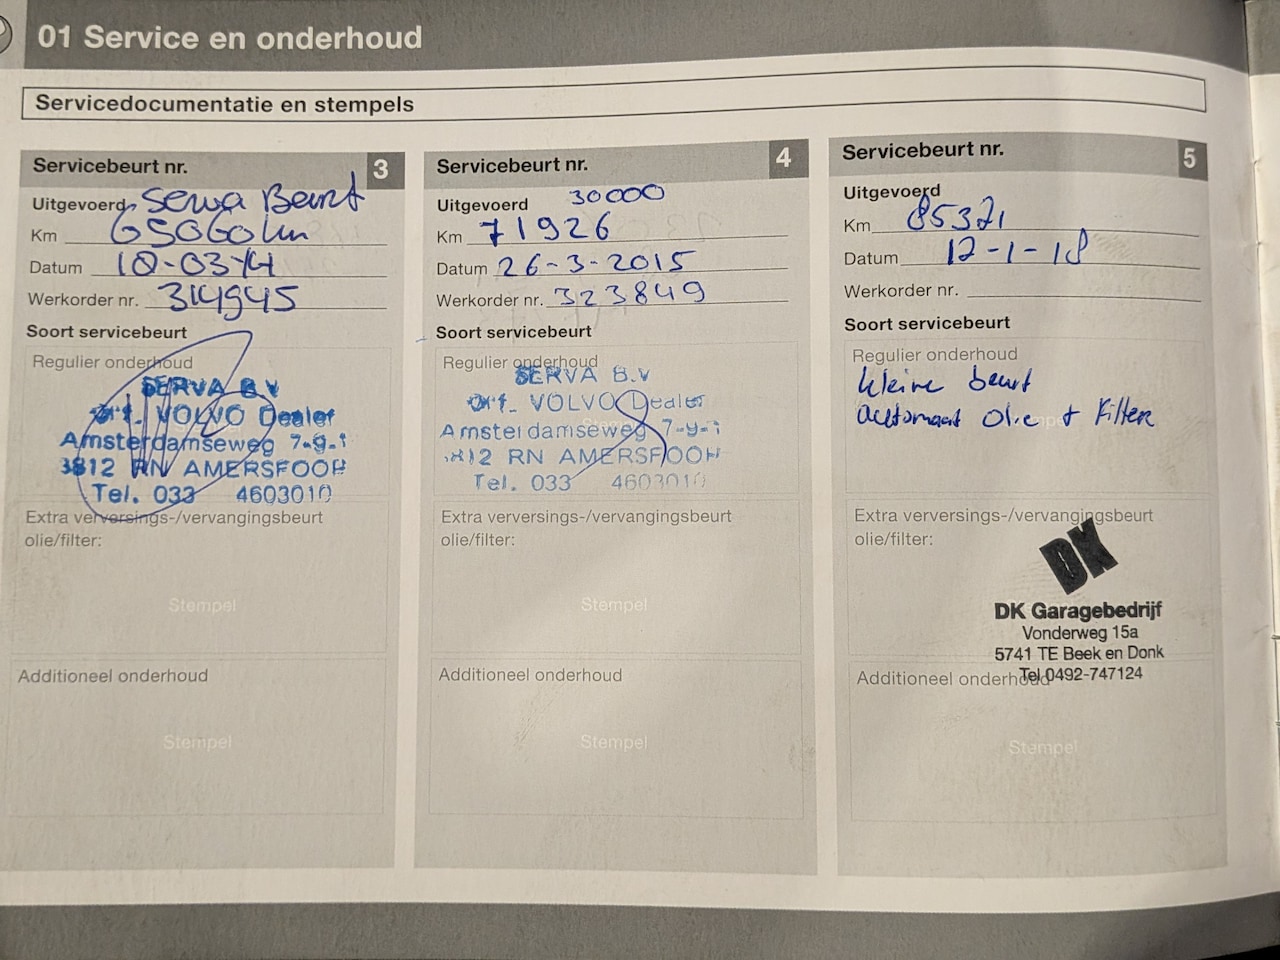 01 Service en onderhoud
Servicedocumentatie en stempels
Servicebeurt nr. 3
Uitgevoerd Serva Beurt
Km 65060 km
Datum 10-03-14
Werkorder nr. 314945
Soort servicebeurt
Regulier onderhoud
SERVA B.V
Off. VOLVO Dealer
Amsterdamseweg 7-9-1
3812 RN AMERSFOOR
Tel. 033 4603010
Extra verversings-/vervangingsbeurt
olie/filter:
Stempel
Additioneel onderhoud
Stempel
Servicebeurt nr. 4
Uitgevoerd 30000
Km 71926
Datum 26-3-2015
Werkorder nr. 323849
Soort servicebeurt
Regulier onderhoud
SERVA B.V
Off. VOLVO Dealer
Amsterdamseweg 7-9-1
3812 RN AMERSFOOR
Tel. 033 4603010
Extra verversings-/vervangingsbeurt
olie/filter:
Stempel
Additioneel onderhoud
Stempel
Servicebeurt nr. 5
Uitgevoerd
Km 85371
Datum 12-1-18
Werkorder nr.
Soort servicebeurt
Regulier onderhoud
kleine beurt
automaat olie + Filter
Extra verversings-/vervangingsbeurt
olie/filter:
DK
DK Garagebedrijf
Vonderweg 15a
5741 TE Beek en Donk
Tel 0492-747124
Additioneel onderhoud
Stempel